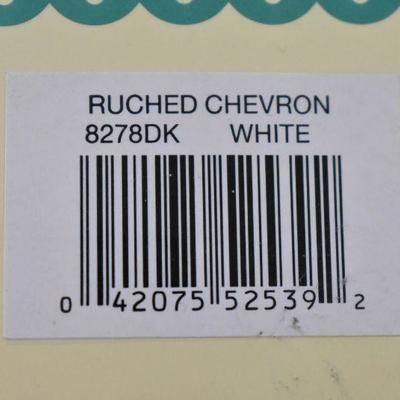 RUCHED CHEVRON
8278DK WHITE
0 42075 52539 2